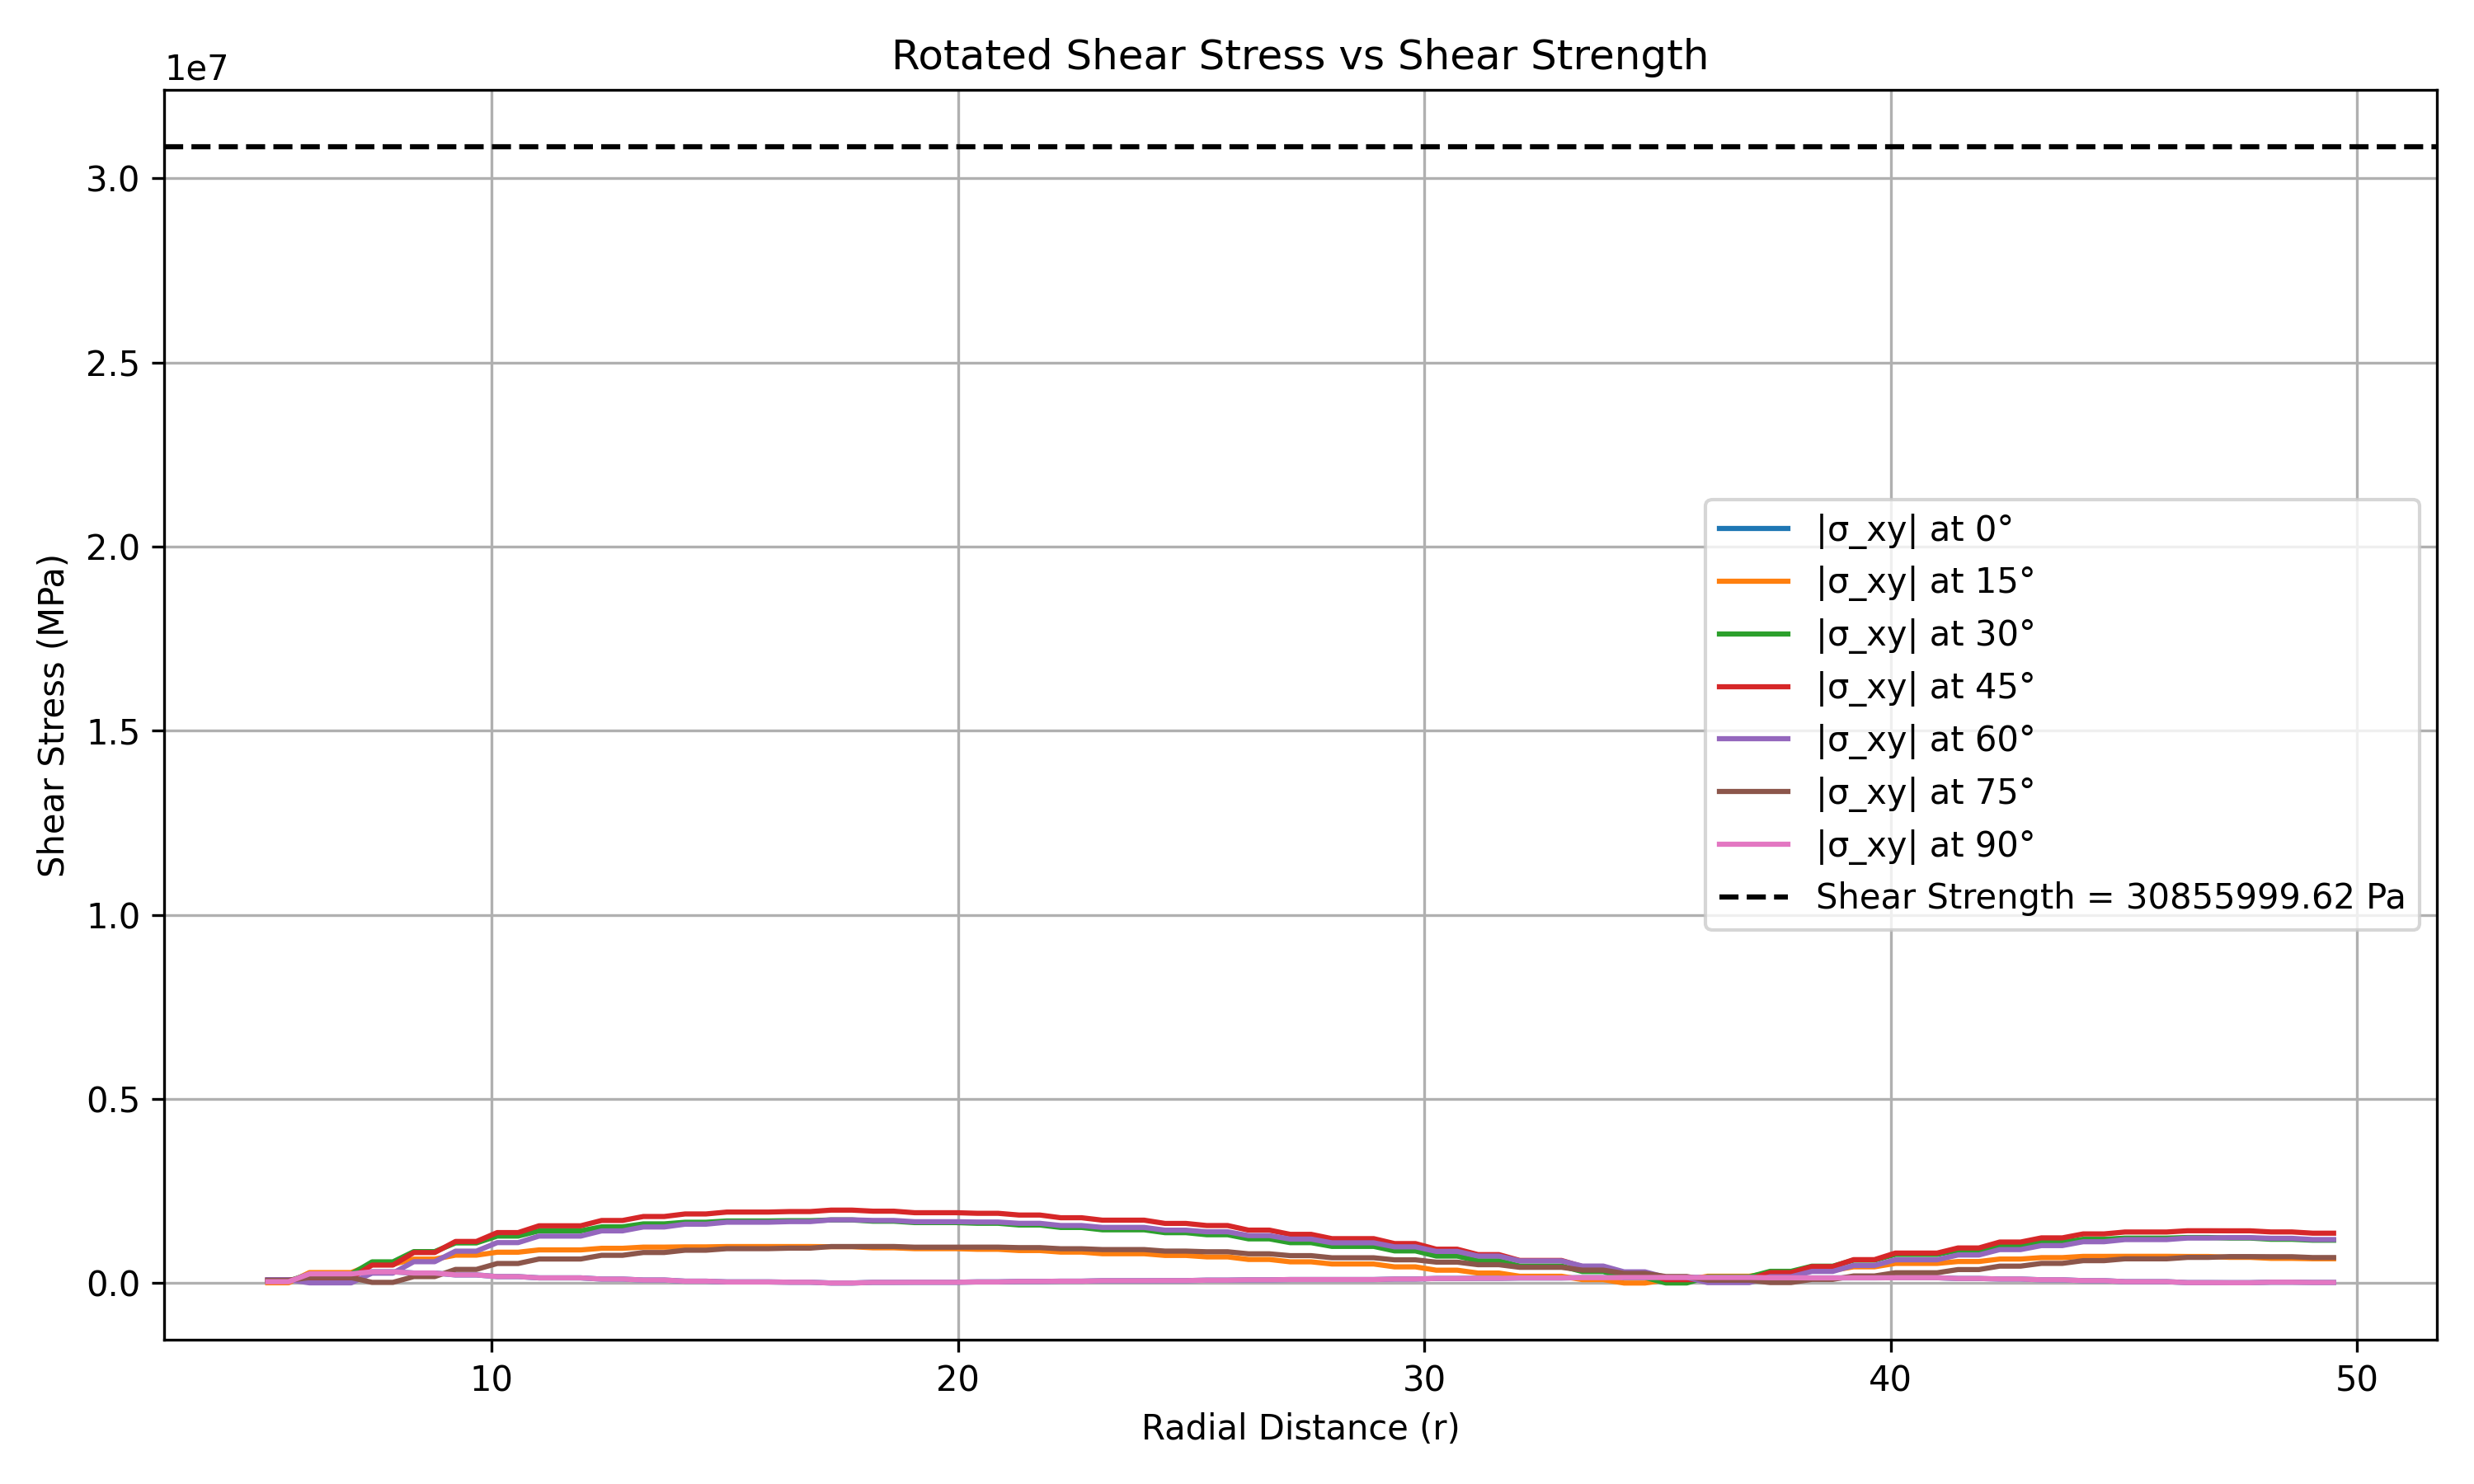 Rotated Shear Stress vs Shear Strength
1e7
3.0
2.5
2.0
1.5
1.0
0.5
0.0
Shear Stress (MPa)
|σ_xy| at 0°
|σ_xy| at 15°
|σ_xy| at 30°
|σ_xy| at 45°
|σ_xy| at 60°
|σ_xy| at 75°
|σ_xy| at 90°
Shear Strength = 30855999.62 Pa
10 20 30 40 50
Radial Distance (r)